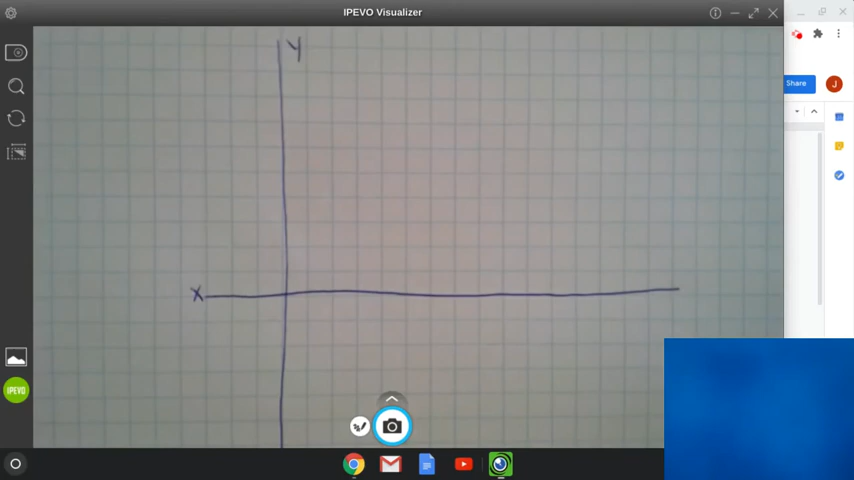 IPEVO Visualizer
Y
Share
J
X
IPEVO